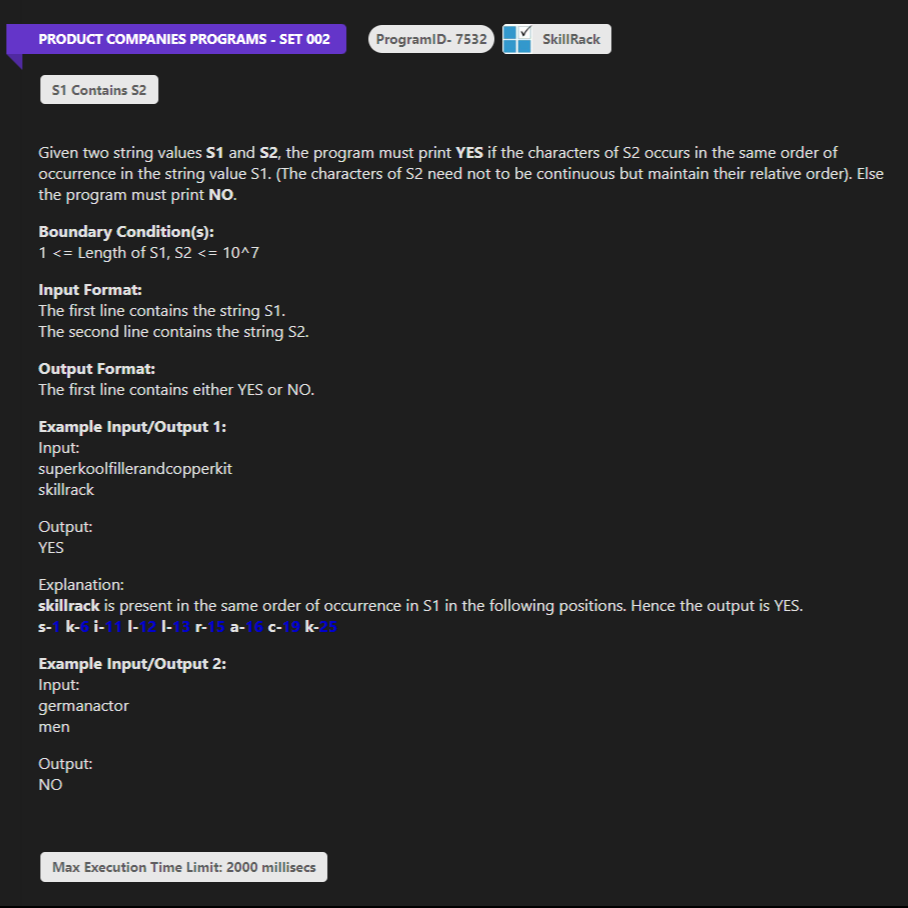 PRODUCT COMPANIES PROGRAMS - SET 002
ProgramID- 7532
SkillRack
S1 Contains S2
Given two string values S1 and S2, the program must print YES if the characters of S2 occurs in the same order of
occurrence in the string value S1. (The characters of S2 need not to be continuous but maintain their relative order). Else
the program must print NO.
Boundary Condition(s):
1 <= Length of S1, S2 <= 10^7
Input Format:
The first line contains the string S1.
The second line contains the string S2.
Output Format:
The first line contains either YES or NO.
Example Input/Output 1:
Input:
superkoolfillerandcopperkit
skillrack
Output:
YES
Explanation:
skillrack is present in the same order of occurrence in S1 in the following positions. Hence the output is YES.
s-1 k-6 i-11 l-12 l-13 r-15 a-16 c-19 k-25
Example Input/Output 2:
Input:
germanactor
men
Output:
NO
Max Execution Time Limit: 2000 millisecs